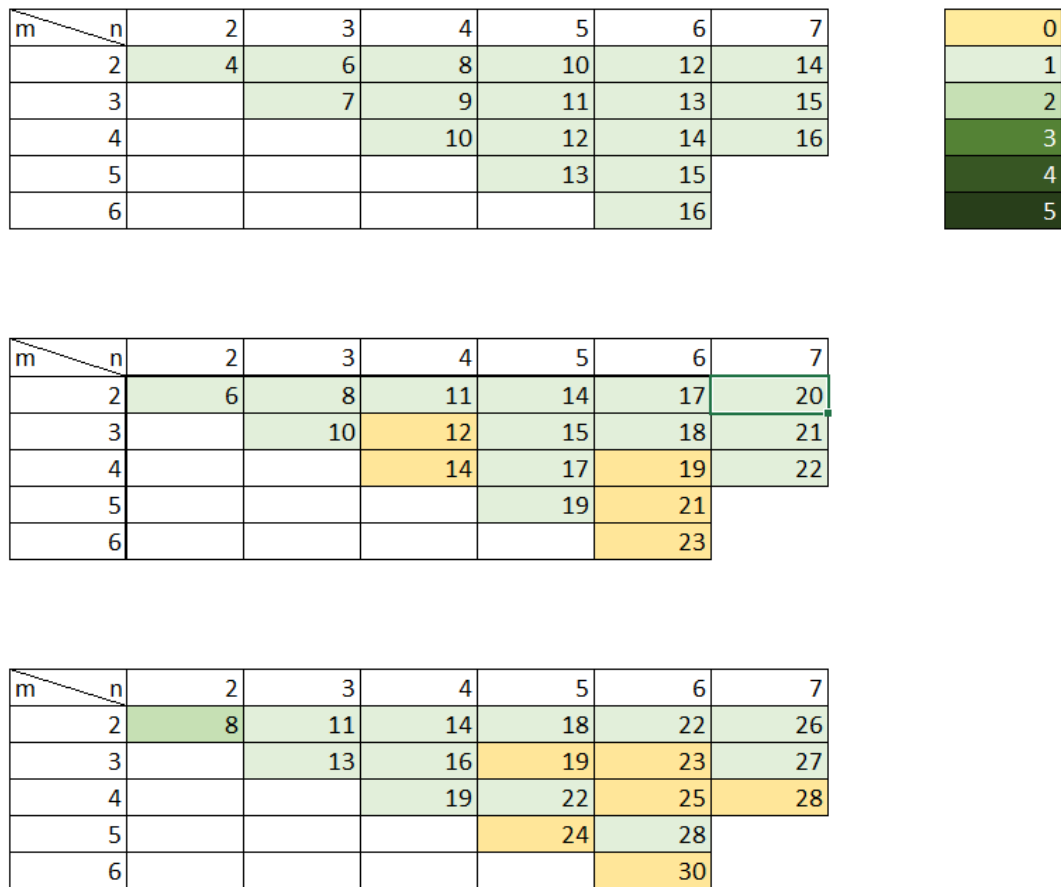 m n 2 3 4 5 6 7 0
2 4 6 8 10 12 14 1
3 7 9 11 13 15 2
4 10 12 14 16 3
5 13 15 4
6 16 5
m n 2 3 4 5 6 7
2 6 8 11 14 17 20
3 10 12 15 18 21
4 14 17 19 22
5 19 21
6 23
m n 2 3 4 5 6 7
2 8 11 14 18 22 26
3 13 16 19 23 27
4 19 22 25 28
5 24 28
6 30